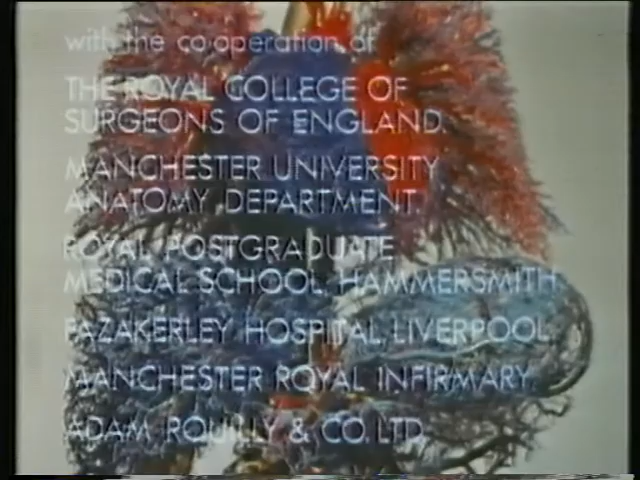 with the co-operation of
THE ROYAL COLLEGE OF
SURGEONS OF ENGLAND.
MANCHESTER UNIVERSITY
ANATOMY DEPARTMENT.
ROYAL POSTGRADUATE
MEDICAL SCHOOL, HAMMERSMITH.
FAZAKERLEY HOSPITAL, LIVERPOOL.
MANCHESTER ROYAL INFIRMARY.
ADAM, ROUILLY & CO. LTD.